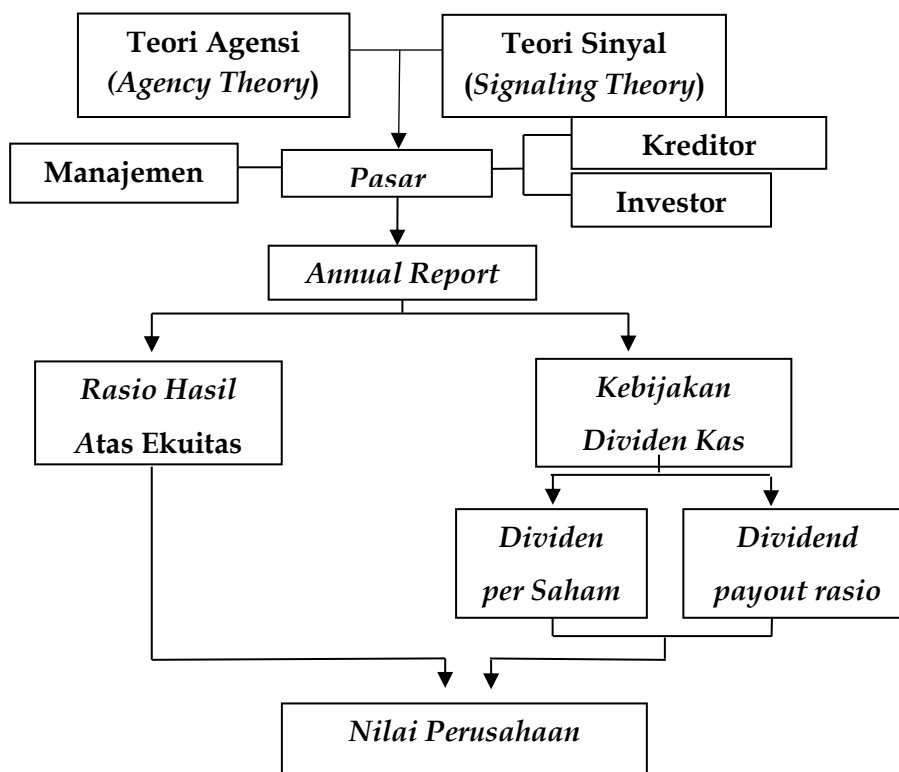 Teori Agensi
(Agency Theory)
Teori Sinyal
(Signaling Theory)
Kreditor
Manajemen
Pasar
Investor
Annual Report
Rasio Hasil
Atas Ekuitas
Kebijakan
Dividen Kas
Dividen
per Saham
Dividend
payout rasio
Nilai Perusahaan